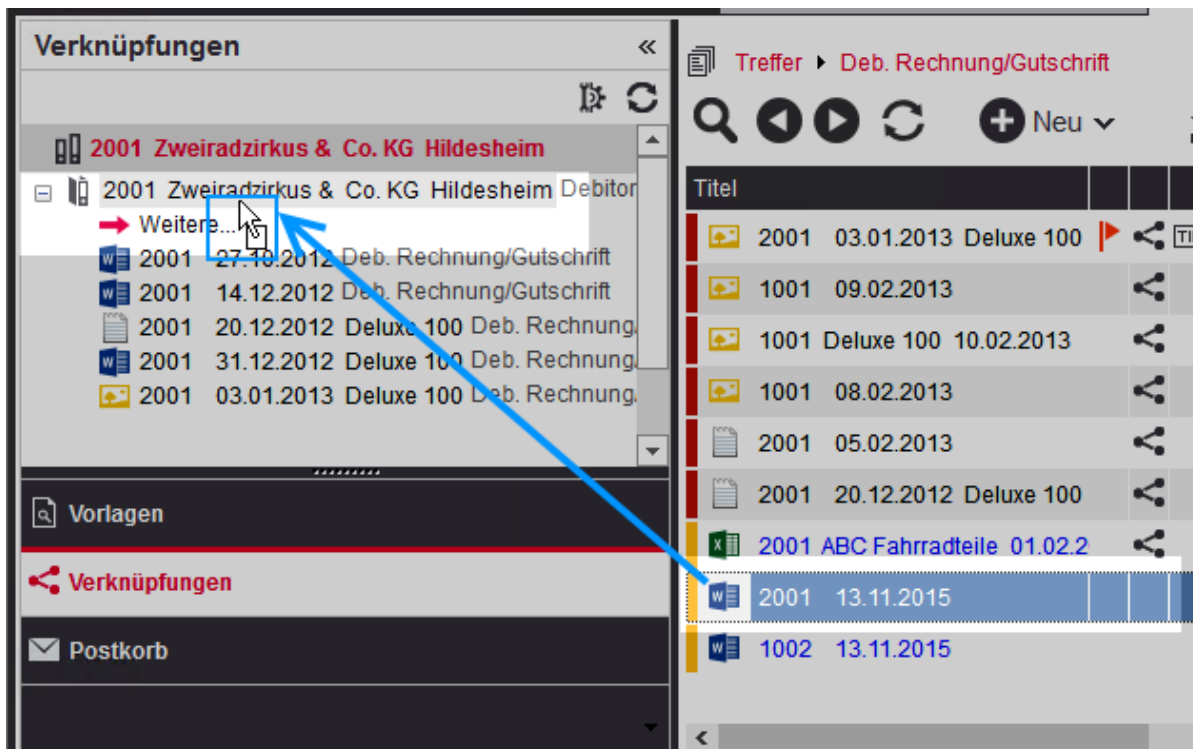 Verknüpfungen «
2001 Zweiradzirkus & Co. KG Hildesheim
2001 Zweiradzirkus & Co. KG Hildesheim Debitor
Weitere...
2001 27.10.2012 Deb. Rechnung/Gutschrift
2001 14.12.2012 Deb. Rechnung/Gutschrift
2001 20.12.2012 Deluxe 100 Deb. Rechnung/
2001 31.12.2012 Deluxe 100 Deb. Rechnung/
2001 03.01.2013 Deluxe 100 Deb. Rechnung/
Vorlagen
Verknüpfungen
Postkorb
Treffer Deb. Rechnung/Gutschrift
Neu
Titel
2001 03.01.2013 Deluxe 100
1001 09.02.2013
1001 Deluxe 100 10.02.2013
1001 08.02.2013
2001 05.02.2013
2001 20.12.2012 Deluxe 100
2001 ABC Fahrradteile 01.02.2
2001 13.11.2015
1002 13.11.2015